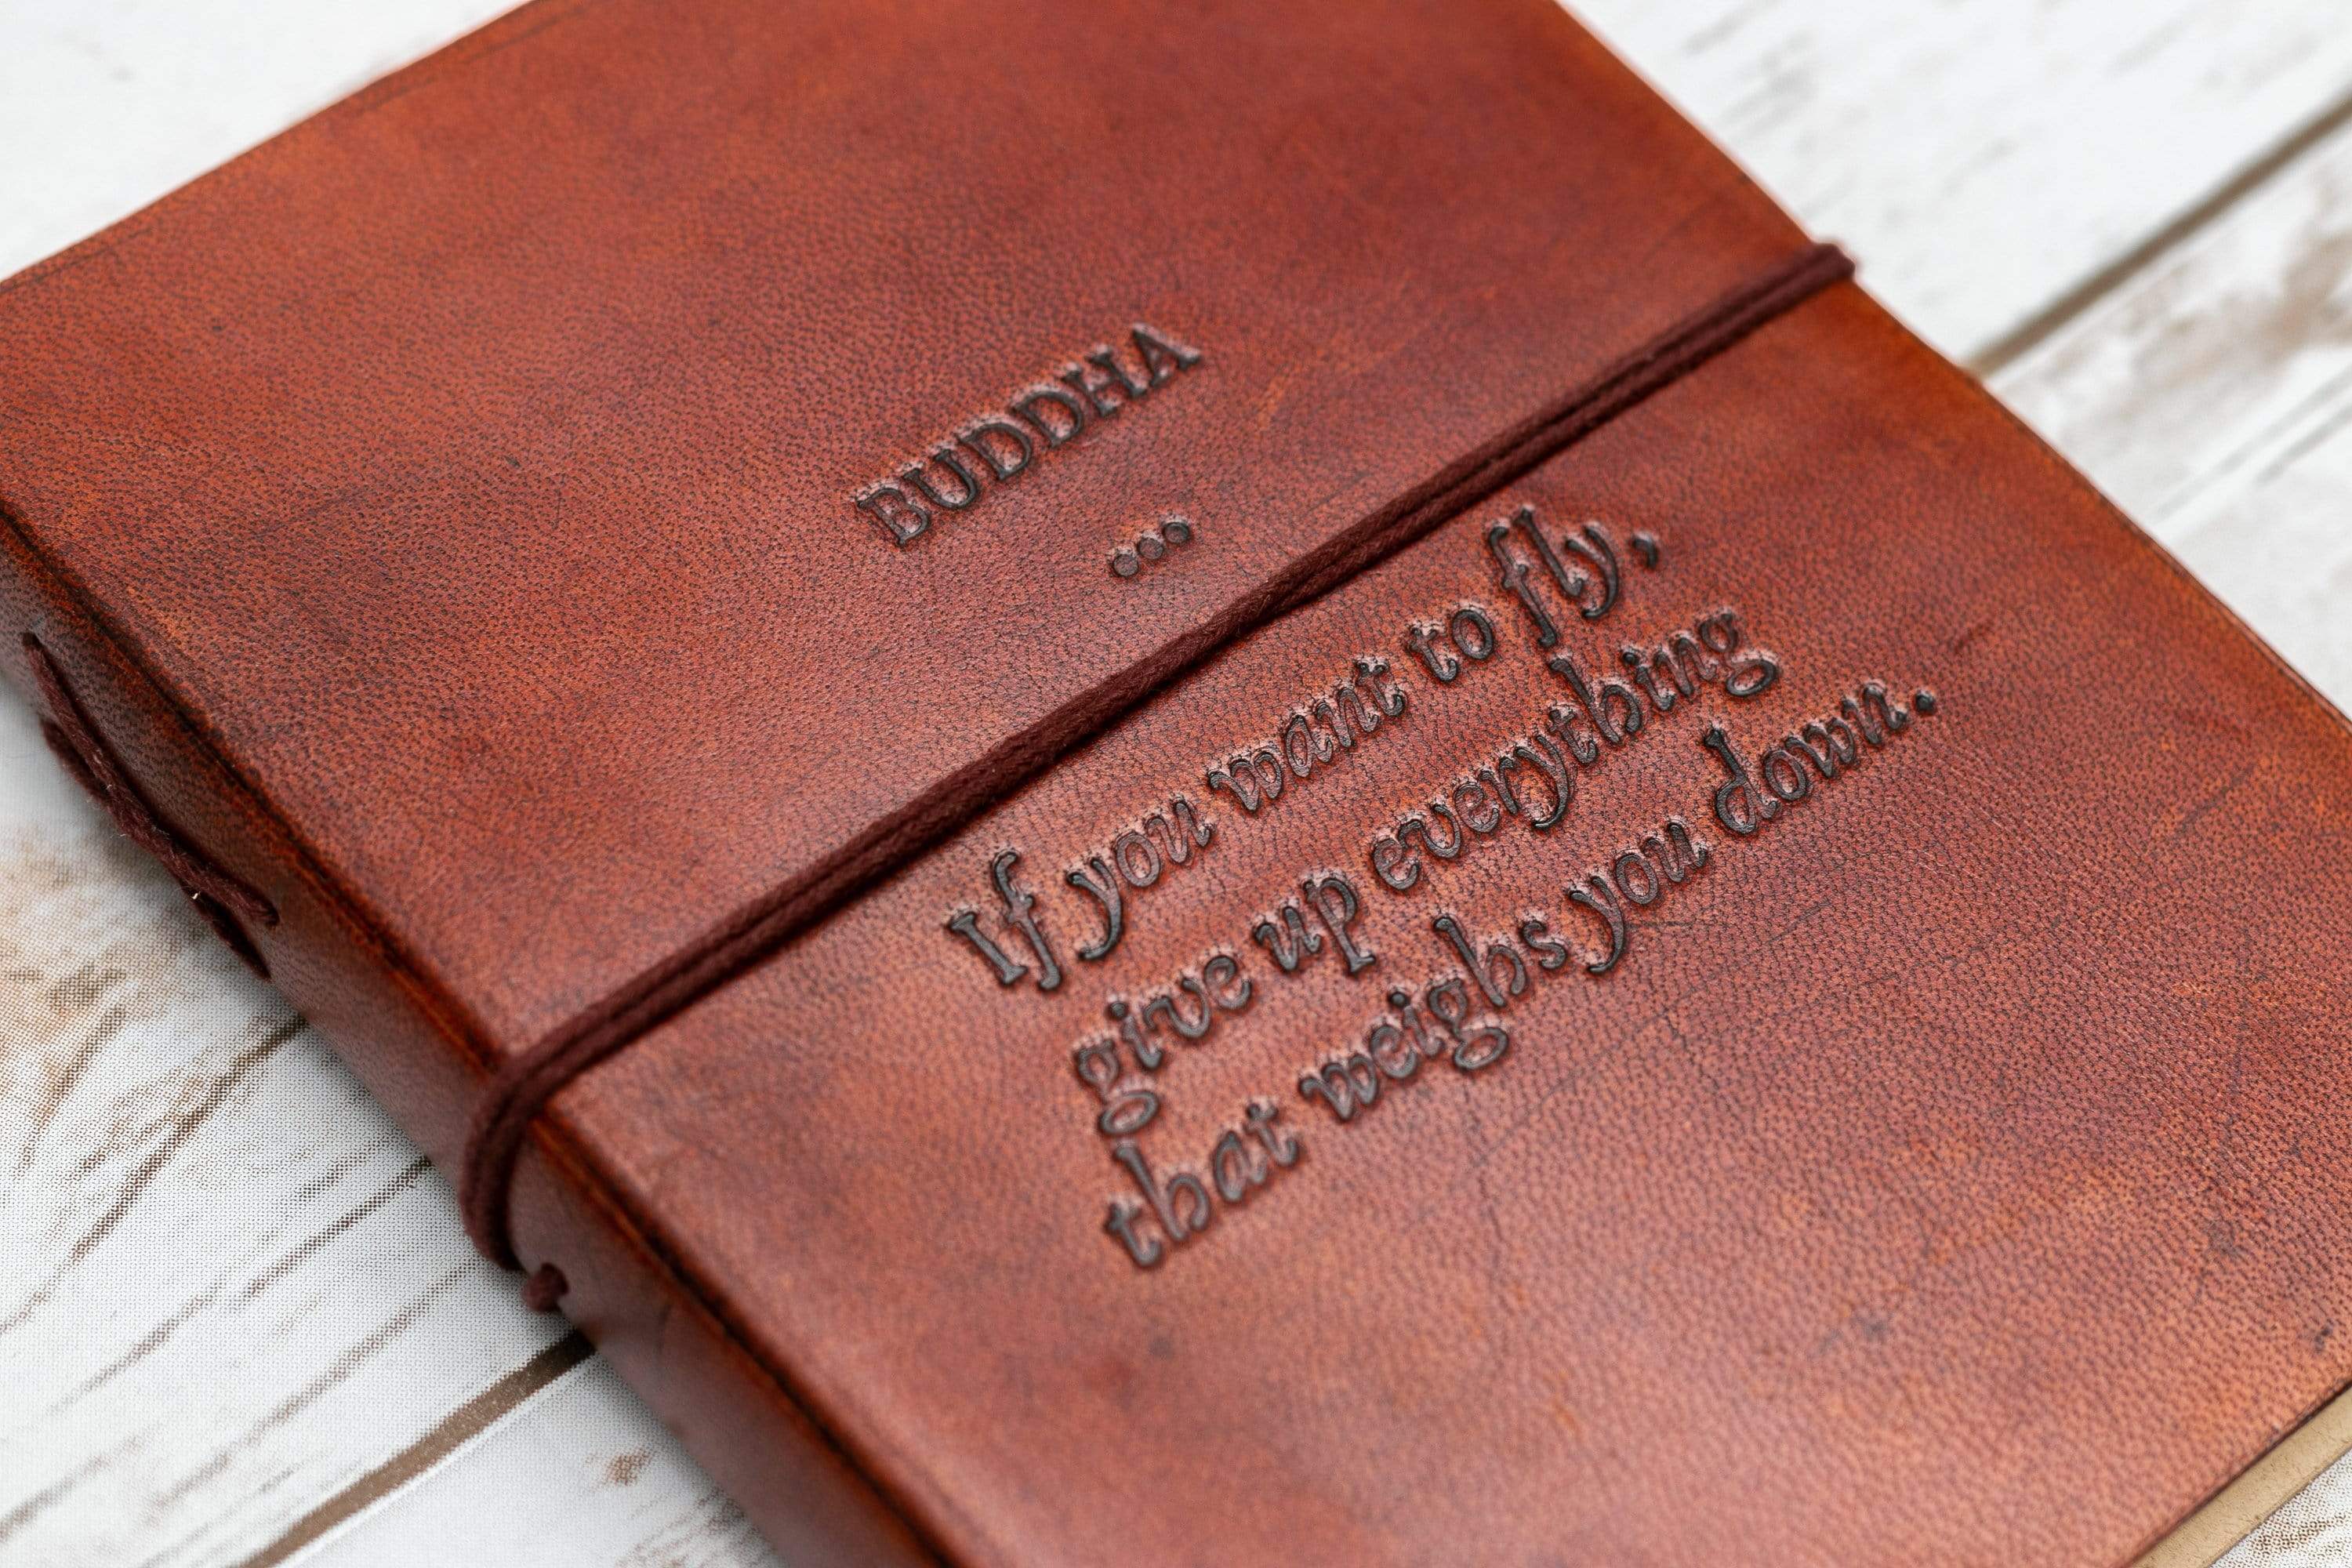 BUDDHA
...
If you want to fly,
give up everything
that weighs you down.